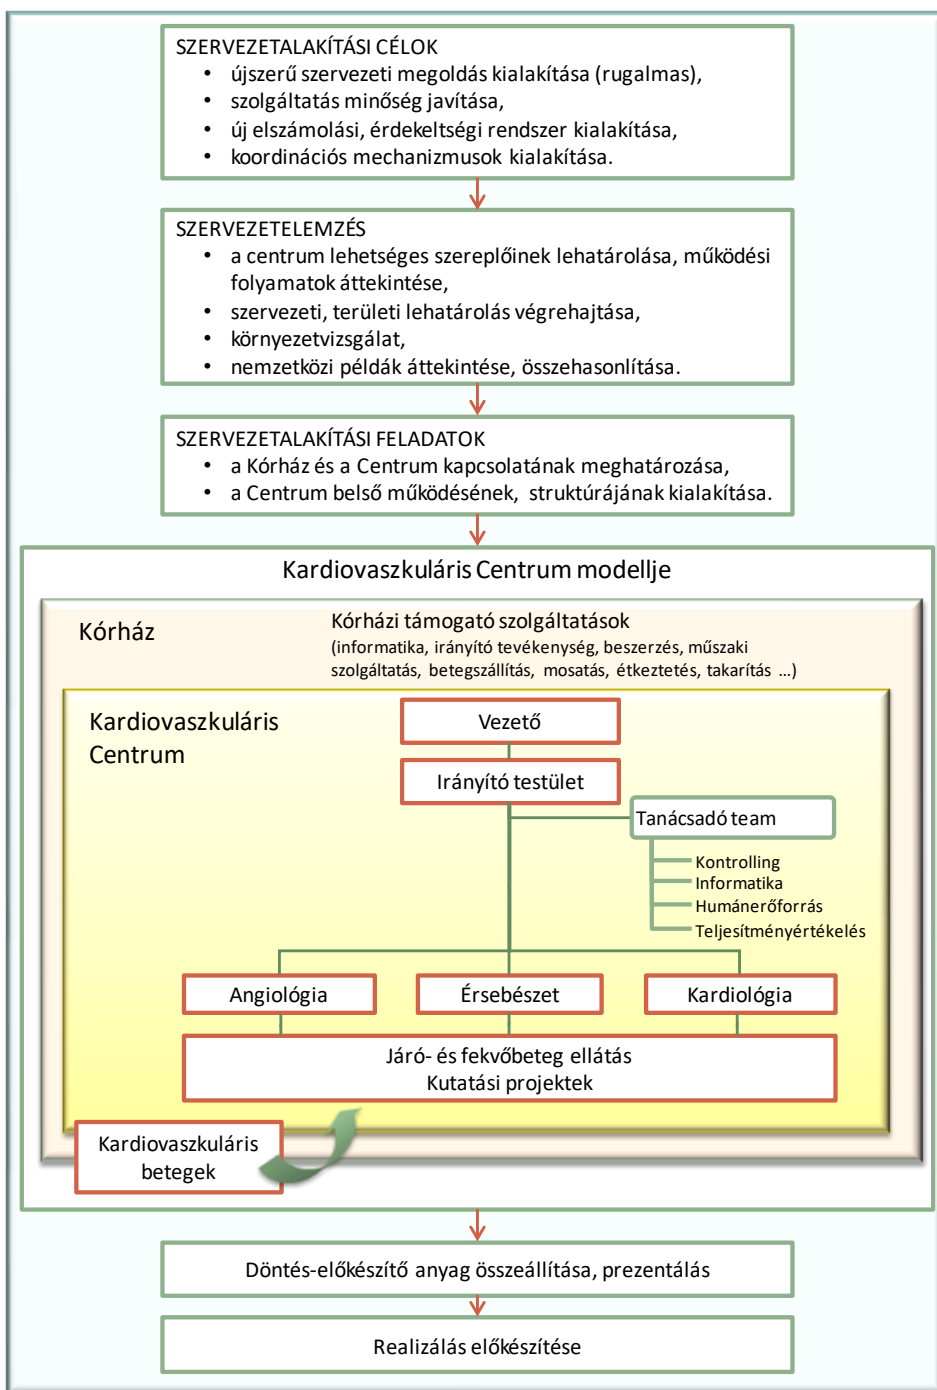 SZERVEZETALAKÍTÁSI CÉLOK
• újszerű szervezeti megoldás kialakítása (rugalmas),
• szolgáltatás minőség javítása,
• új elszámolási, érdekeltségi rendszer kialakítása,
• koordinációs mechanizmusok kialakítása.
SZERVEZETELEMZÉS
• a centrum lehetséges szereplőinek lehatárolása, működési
folyamatok áttekintése,
• szervezeti, területi lehatárolás végrehajtása,
• környezetvizsgálat,
• nemzetközi példák áttekintése, összehasonlítása.
SZERVEZETALAKÍTÁSI FELADATOK
• a Kórház és a Centrum kapcsolatának meghatározása,
• a Centrum belső működésének, struktúrájának kialakítása.
Kardiovaszkuláris Centrum modellje
Kórház
Kórházi támogató szolgáltatások
(informatika, irányító tevékenység, beszerzés, műszaki
szolgáltatás, betegszállítás, mosatás, étkeztetés, takarítás ...)
Kardiovaszkuláris
Centrum
Vezető
Irányító testület
Tanácsadó team
Kontrolling
Informatika
Humánerőforrás
Teljesítményértékelés
Angiológia
Érsebészet
Kardiológia
Járó- és fekvőbeteg ellátás
Kutatási projektek
Kardiovaszkuláris
betegek
Döntés-előkészítő anyag összeállítása, prezentálás
Realizálás előkészítése